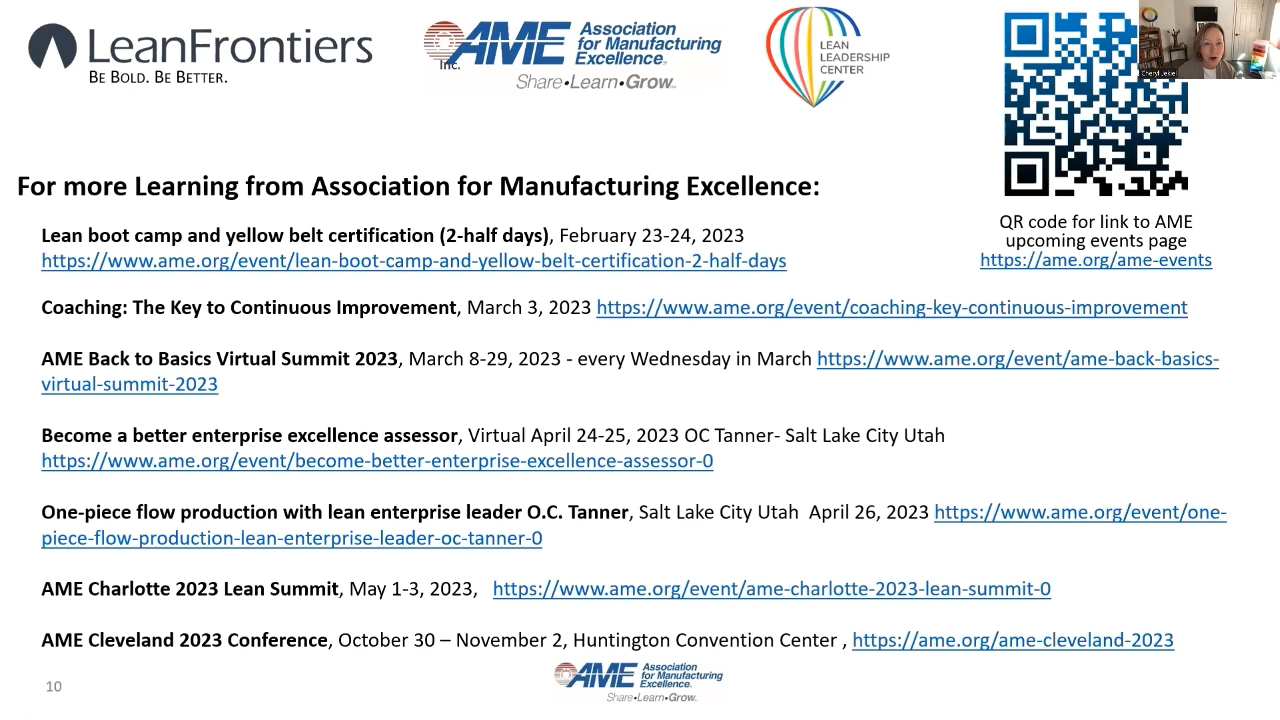 LeanFrontiers
BE BOLD. BE BETTER.
AME Association
for Manufacturing
Excellence®
Inc.
Share•Learn•Grow™
LEAN
LEADERSHIP
CENTER
Cheryl Jekiel
For more Learning from Association for Manufacturing Excellence:
QR code for link to AME
upcoming events page
https://ame.org/ame-events
Lean boot camp and yellow belt certification (2-half days), February 23-24, 2023
https://www.ame.org/event/lean-boot-camp-and-yellow-belt-certification-2-half-days
Coaching: The Key to Continuous Improvement, March 3, 2023 https://www.ame.org/event/coaching-key-continuous-improvement
AME Back to Basics Virtual Summit 2023, March 8-29, 2023 - every Wednesday in March https://www.ame.org/event/ame-back-basics-
virtual-summit-2023
Become a better enterprise excellence assessor, Virtual April 24-25, 2023 OC Tanner- Salt Lake City Utah
https://www.ame.org/event/become-better-enterprise-excellence-assessor-0
One-piece flow production with lean enterprise leader O.C. Tanner, Salt Lake City Utah  April 26, 2023 https://www.ame.org/event/one-
piece-flow-production-lean-enterprise-leader-oc-tanner-0
AME Charlotte 2023 Lean Summit, May 1-3, 2023,   https://www.ame.org/event/ame-charlotte-2023-lean-summit-0
AME Cleveland 2023 Conference, October 30 – November 2, Huntington Convention Center , https://ame.org/ame-cleveland-2023
AME Association
for Manufacturing
Excellence®
Share•Learn•Grow™
10